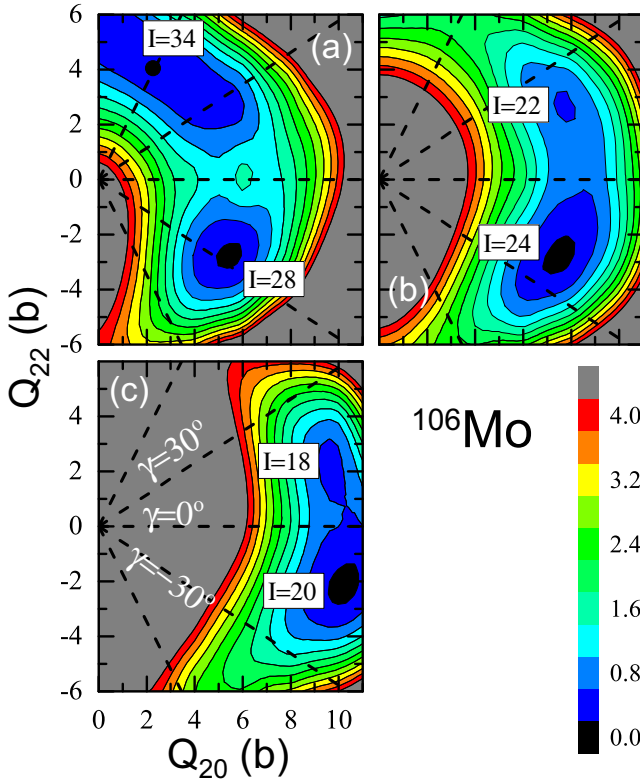 6
4
2
0
-2
-4
-6
I=34
(a)
I=28
I=22
I=24
(b)
Q22 (b)
6
4
2
0
-2
-4
-6
(c)
γ=30°
γ=0°
γ=-30°
I=18
I=20
0 2 4 6 8 10
Q20 (b)
106Mo
4.0
3.2
2.4
1.6
0.8
0.0